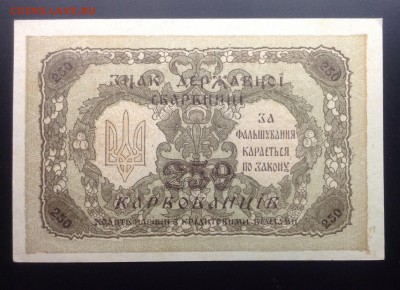 250
250
ЗНАК ДЕРЖАВНОЇ
СКАРБНИЦІ
ЗА
ФАЛЬШУВАННЯ
КАРАЄТЬСЯ
ПО ЗАКОНУ
250
КАРБОВАНЦІВ
250
250
ХОДИТЬ НАРІВНІ З КРЕДИТОВИМИ БІЛЕТАМИ